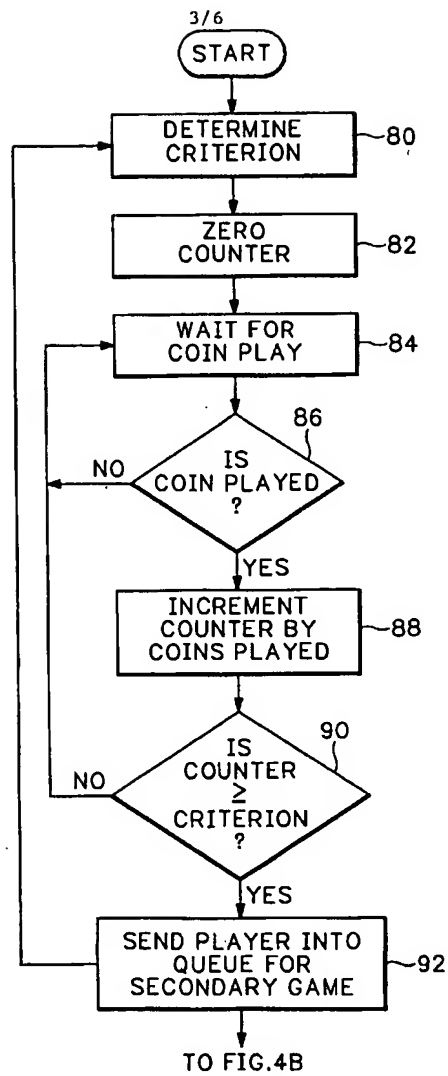 3/6
START
DETERMINE
CRITERION
80
ZERO
COUNTER
82
WAIT FOR
COIN PLAY
84
86
IS
COIN PLAYED
?
NO
YES
INCREMENT
COUNTER BY
COINS PLAYED
88
90
IS
COUNTER
≥
CRITERION
?
NO
YES
SEND PLAYER INTO
QUEUE FOR
SECONDARY GAME
92
TO FIG.4B